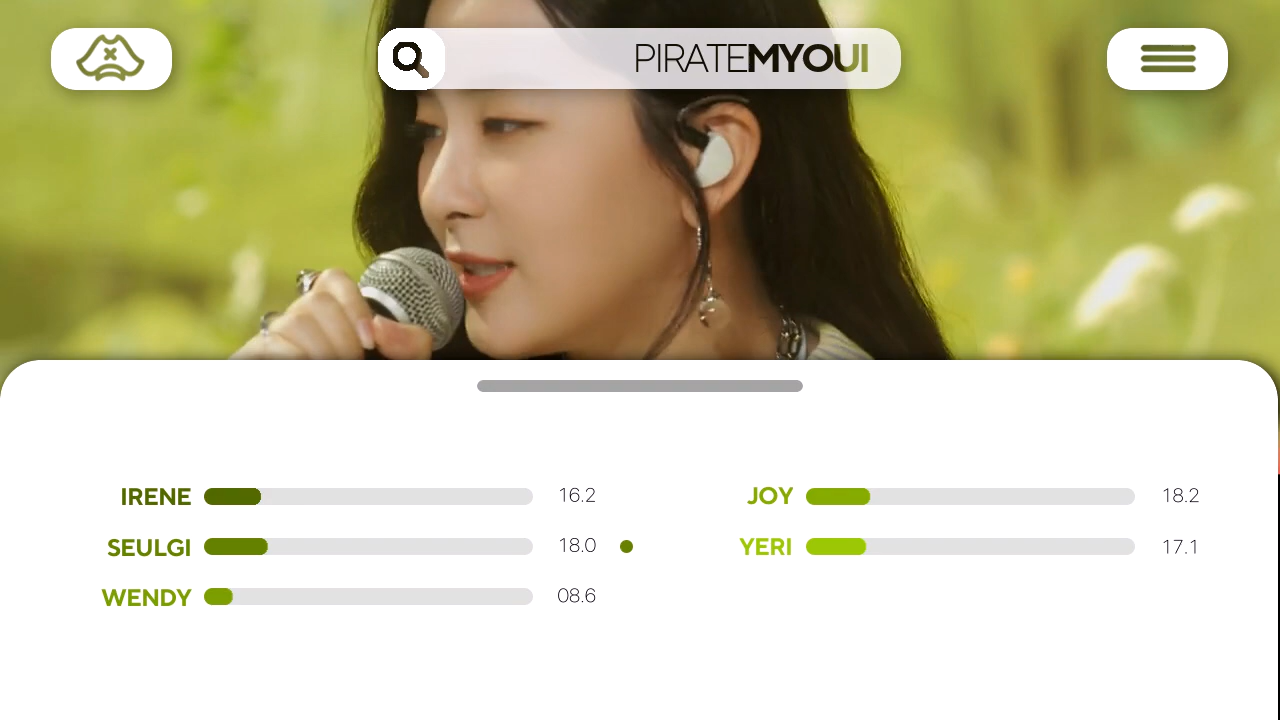 PIRATEMYOUI
IRENE 16.2
SEULGI 18.0
WENDY 08.6
JOY 18.2
YERI 17.1